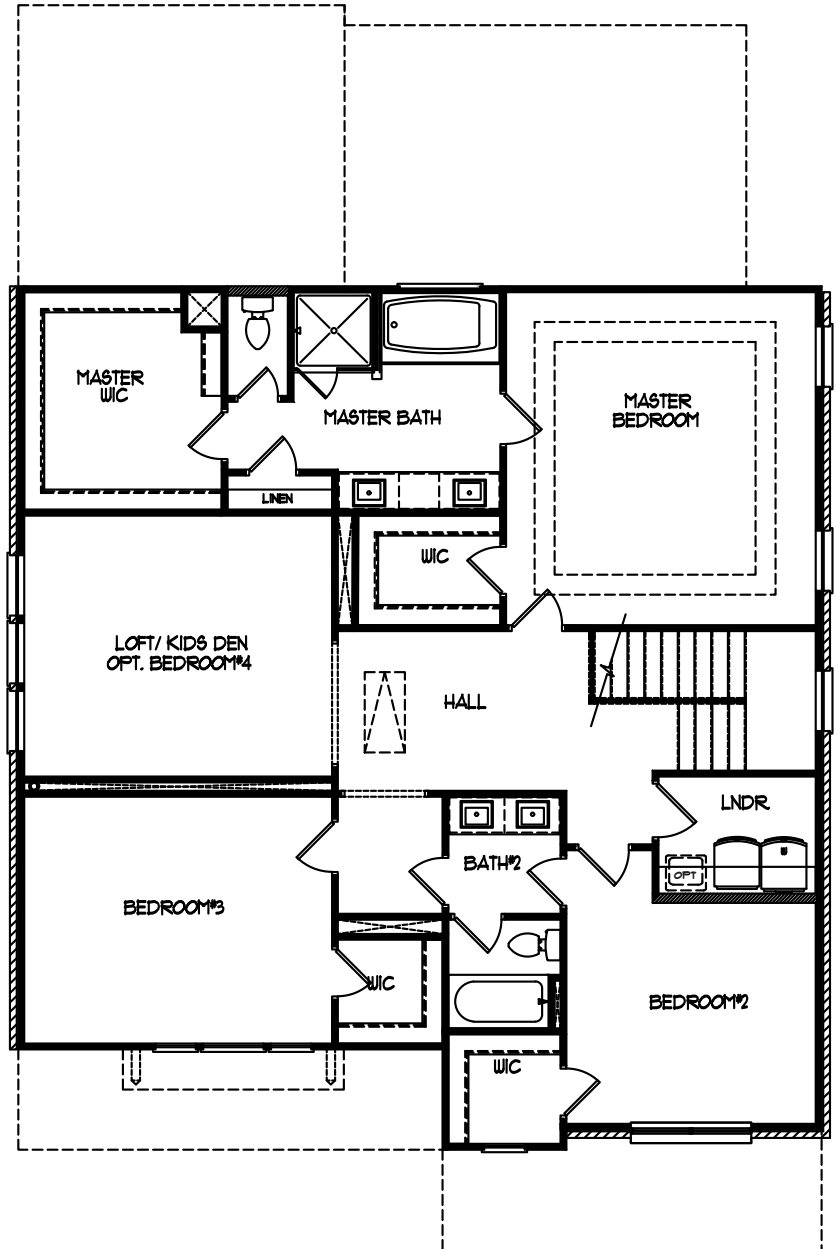 MASTER
WIC
MASTER BATH
MASTER
BEDROOM
LINEN
WIC
LOFT/ KIDS DEN
OPT. BEDROOM#4
HALL
LNDR
BATH#2
W
OPT
BEDROOM#3
WIC
BEDROOM#2
WIC